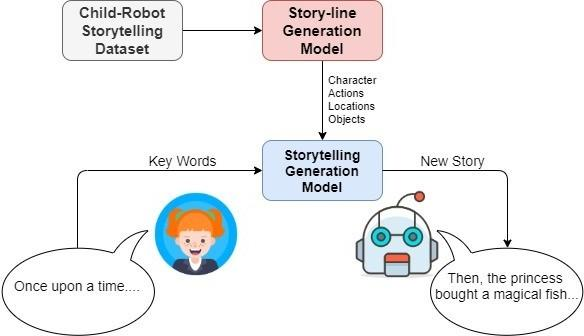 Child-Robot
Storytelling
Dataset
Story-line
Generation
Model
Character
Actions
Locations
Objects
Key Words
Storytelling
Generation
Model
New Story
Once upon a time....
Then, the princess
bought a magical fish...